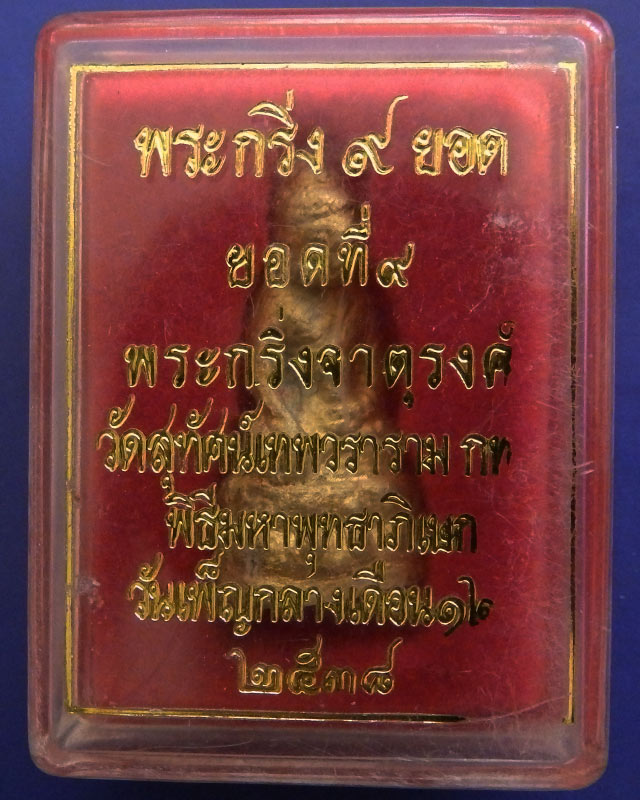 พระกริ่ง ๙ ยอด
ยอดที่ ๙
พระกริ่งจาตุรงค์
วัดสุทัศน์เทพวราราม กท
พิธีมหาพุทธาภิเษก
วันเพ็ญกลางเดือน ๑๒
๒๕๓๘